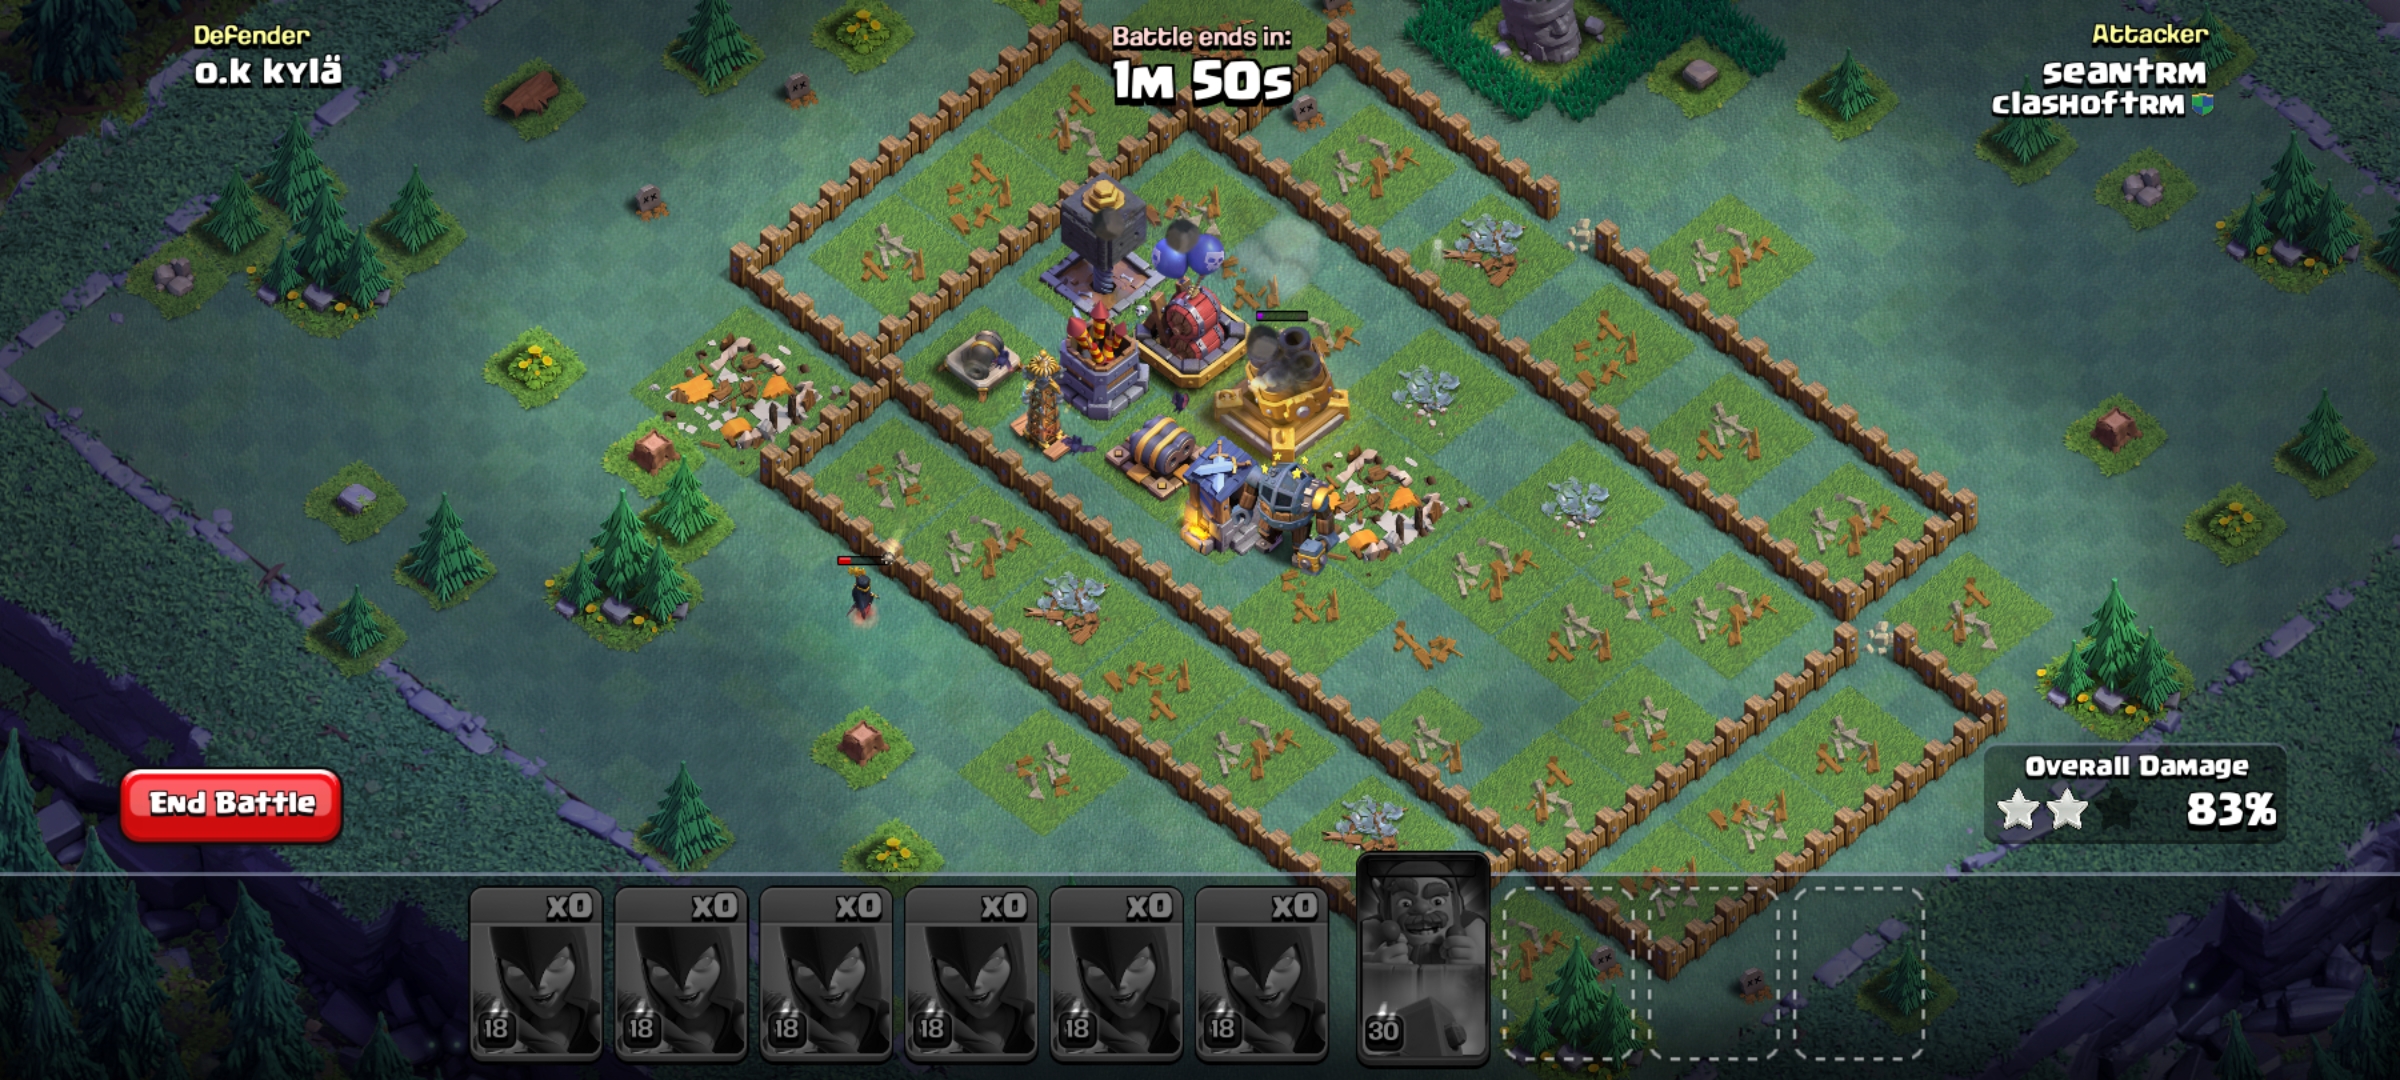 Defender
o.k kylä
Battle ends in:
1M 50s
Attacker
seantRM
clashoftRM
End Battle
Overall Damage
83%
x0
x0
x0
x0
x0
x0
18
18
18
18
18
18
30